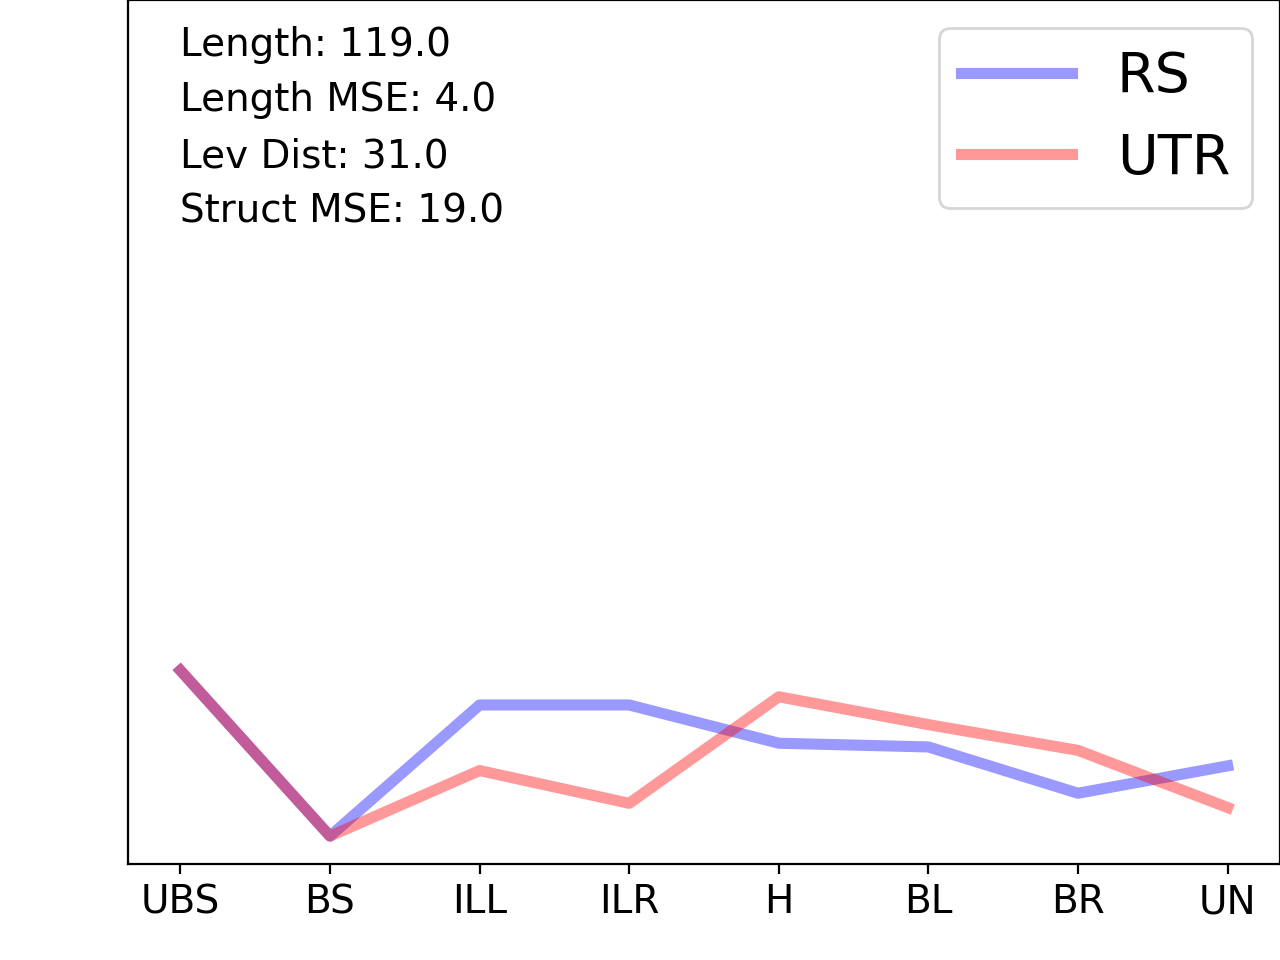 Length: 119.0
Length MSE: 4.0
Lev Dist: 31.0
Struct MSE: 19.0
RS
UTR
UBS BS ILL ILR H BL BR UN